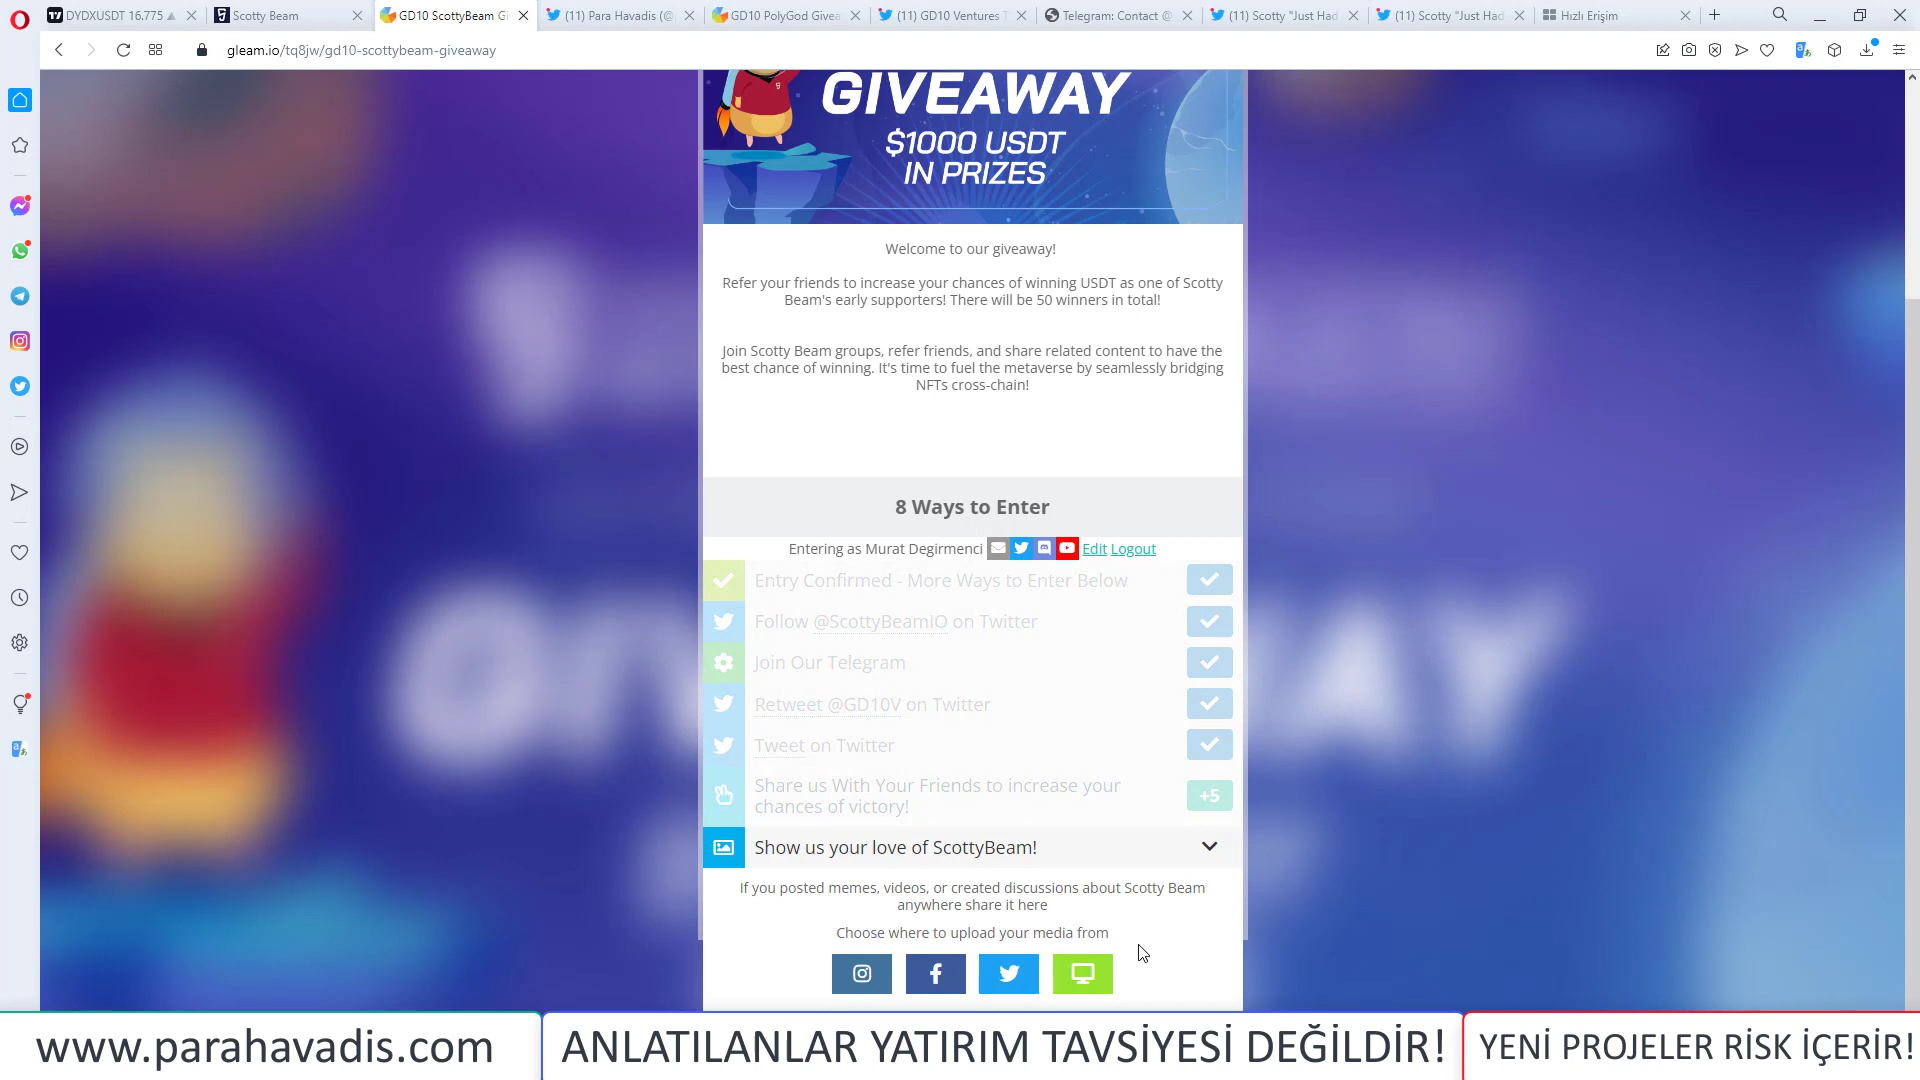 DYDXUSDT 16.775
Scotty Beam
GD10 ScottyBeam Gi
(11) Para Havadis (@
GD10 PolyGod Givea
(11) GD10 Ventures T
Telegram: Contact @
(11) Scotty "Just Had
(11) Scotty "Just Had
Hızlı Erişim
gleam.io/tq8jw/gd10-scottybeam-giveaway
GIVEAWAY
$1000 USDT
IN PRIZES
Welcome to our giveaway!
Refer your friends to increase your chances of winning USDT as one of Scotty
Beam's early supporters! There will be 50 winners in total!
Join Scotty Beam groups, refer friends, and share related content to have the
best chance of winning. It's time to fuel the metaverse by seamlessly bridging
NFTs cross-chain!
8 Ways to Enter
Entering as Murat Degirmenci Edit Logout
Entry Confirmed - More Ways to Enter Below
Follow @ScottyBeamIO on Twitter
Join Our Telegram
Retweet @GD10V on Twitter
Tweet on Twitter
Share us With Your Friends to increase your
chances of victory!
+5
Show us your love of ScottyBeam!
If you posted memes, videos, or created discussions about Scotty Beam
anywhere share it here
Choose where to upload your media from
www.parahavadis.com
ANLATILANLAR YATIRIM TAVSİYESİ DEĞİLDİR!
YENİ PROJELER RİSK İÇERİR!